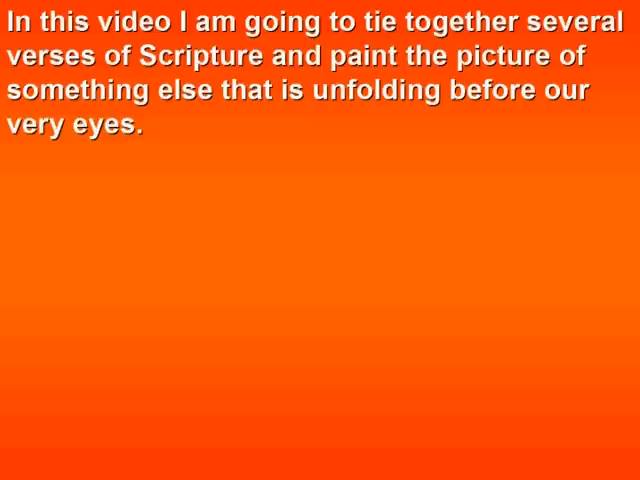 In this video I am going to tie together several
verses of Scripture and paint the picture of
something else that is unfolding before our
very eyes.